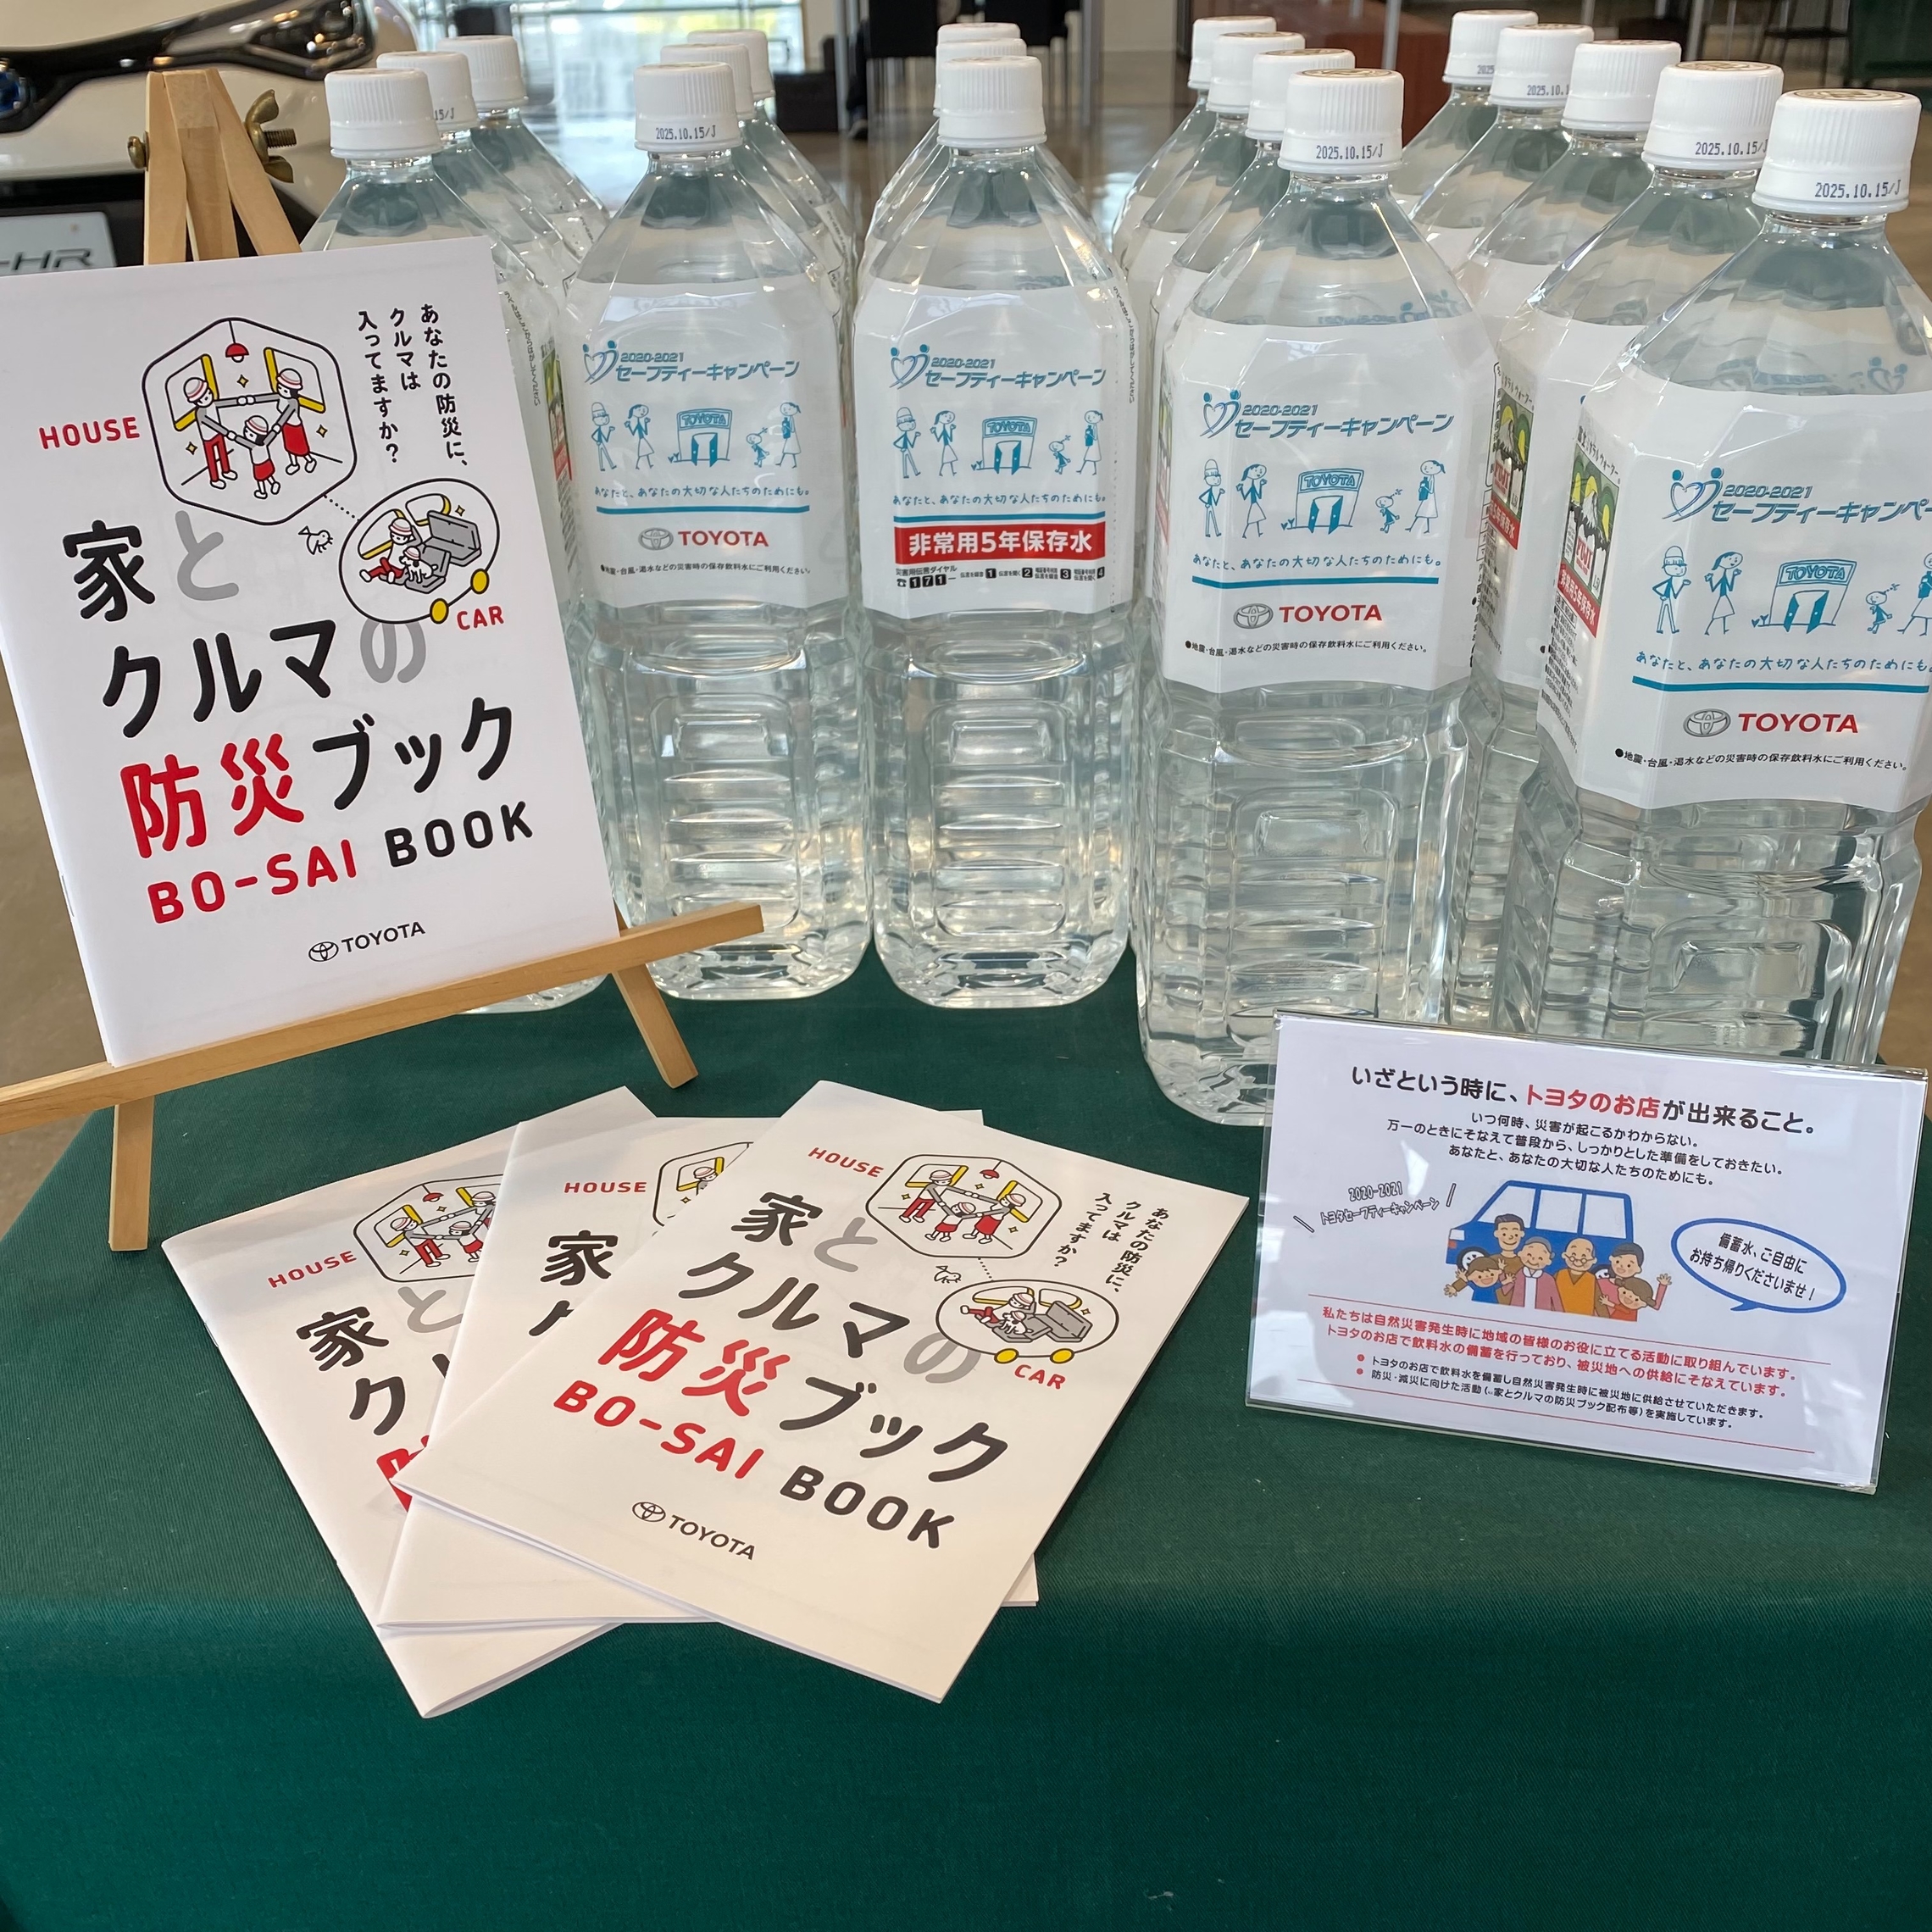 -HR
あなたの防災に、
クルマは
入ってますか?
HOUSE
CAR
家と
クルマの
防災ブック
BO-SAI BOOK
TOYOTA
2025.10.15/J
2020-2021
セーフティーキャンペーン
TOYOTA
あなたと、あなたの大切な人たちのためにも。
TOYOTA
●地震・台風・渇水などの災害時の保存飲料水にご利用ください。
2020-2021
セーフティーキャンペーン
TOYOTA
あなたと、あなたの大切な人たちのためにも。
非常用5年保存水
災害用伝言ダイヤル
171
2025.10.15/J
2020-2021
セーフティーキャンペーン
TOYOTA
あなたと、あなたの大切な人たちのためにも。
TOYOTA
●地震・台風・渇水などの災害時の保存飲料水にご利用ください。
2025.10.15/J
2025.10.15/J
2020-2021
セーフティーキャンペー
TOYOTA
あなたと、あなたの大切な人たちのためにも。
TOYOTA
●地震・台風・渇水などの災害時の保存飲料水にご利用ください。
HOUSE
家と
HOUSE
家
HOUSE
あなたの防災に、
クルマは
入ってますか?
CAR
家と
クルマの
防災ブック
BO-SAI BOOK
TOYOTA
いざという時に、トヨタのお店が出来ること。
いつ何時、災害が起こるかわからない。
万一のときにそなえて普段から、しっかりとした準備をしておきたい。
あなたと、あなたの大切な人たちのためにも。
2020-2021
トヨタセーフティーキャンペーン
備蓄水、ご自由に
お持ち帰りくださいませ!
私たちは自然災害発生時に地域の皆様のお役に立てる活動に取り組んでいます。
トヨタのお店で飲料水の備蓄を行っており、被災地への供給にそなえています。
● トヨタのお店で飲料水を備蓄し自然災害発生時に被災地に供給させていただきます。
● 防災・減災に向けた活動(家とクルマの防災ブック配布等)を実施しています。